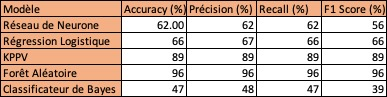 Modèle Accuracy (%) Précision (%) Recall (%) F1 Score (%)
Réseau de Neurone 62.00 62 62 56
Régression Logistique 66 67 66 66
KPPV 89 89 89 89
Forêt Aléatoire 96 96 96 96
Classificateur de Bayes 47 48 47 39